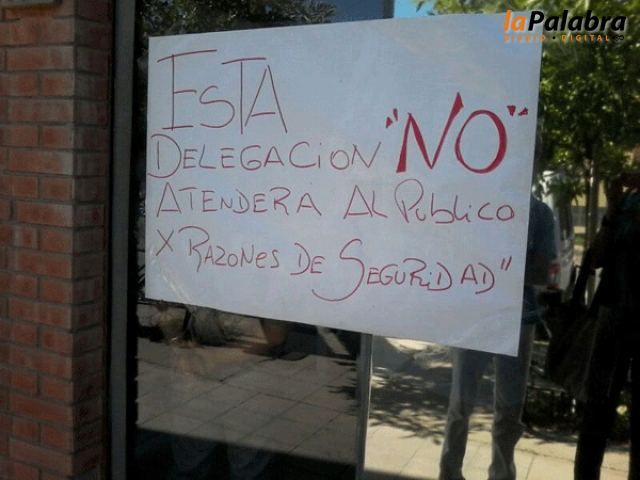 laPalabra
DIARIO DIGITAL
ESTA
DELEGACION "NO"
ATENDERA AL PUBLICO
X RAZONES DE SEGURIDAD"